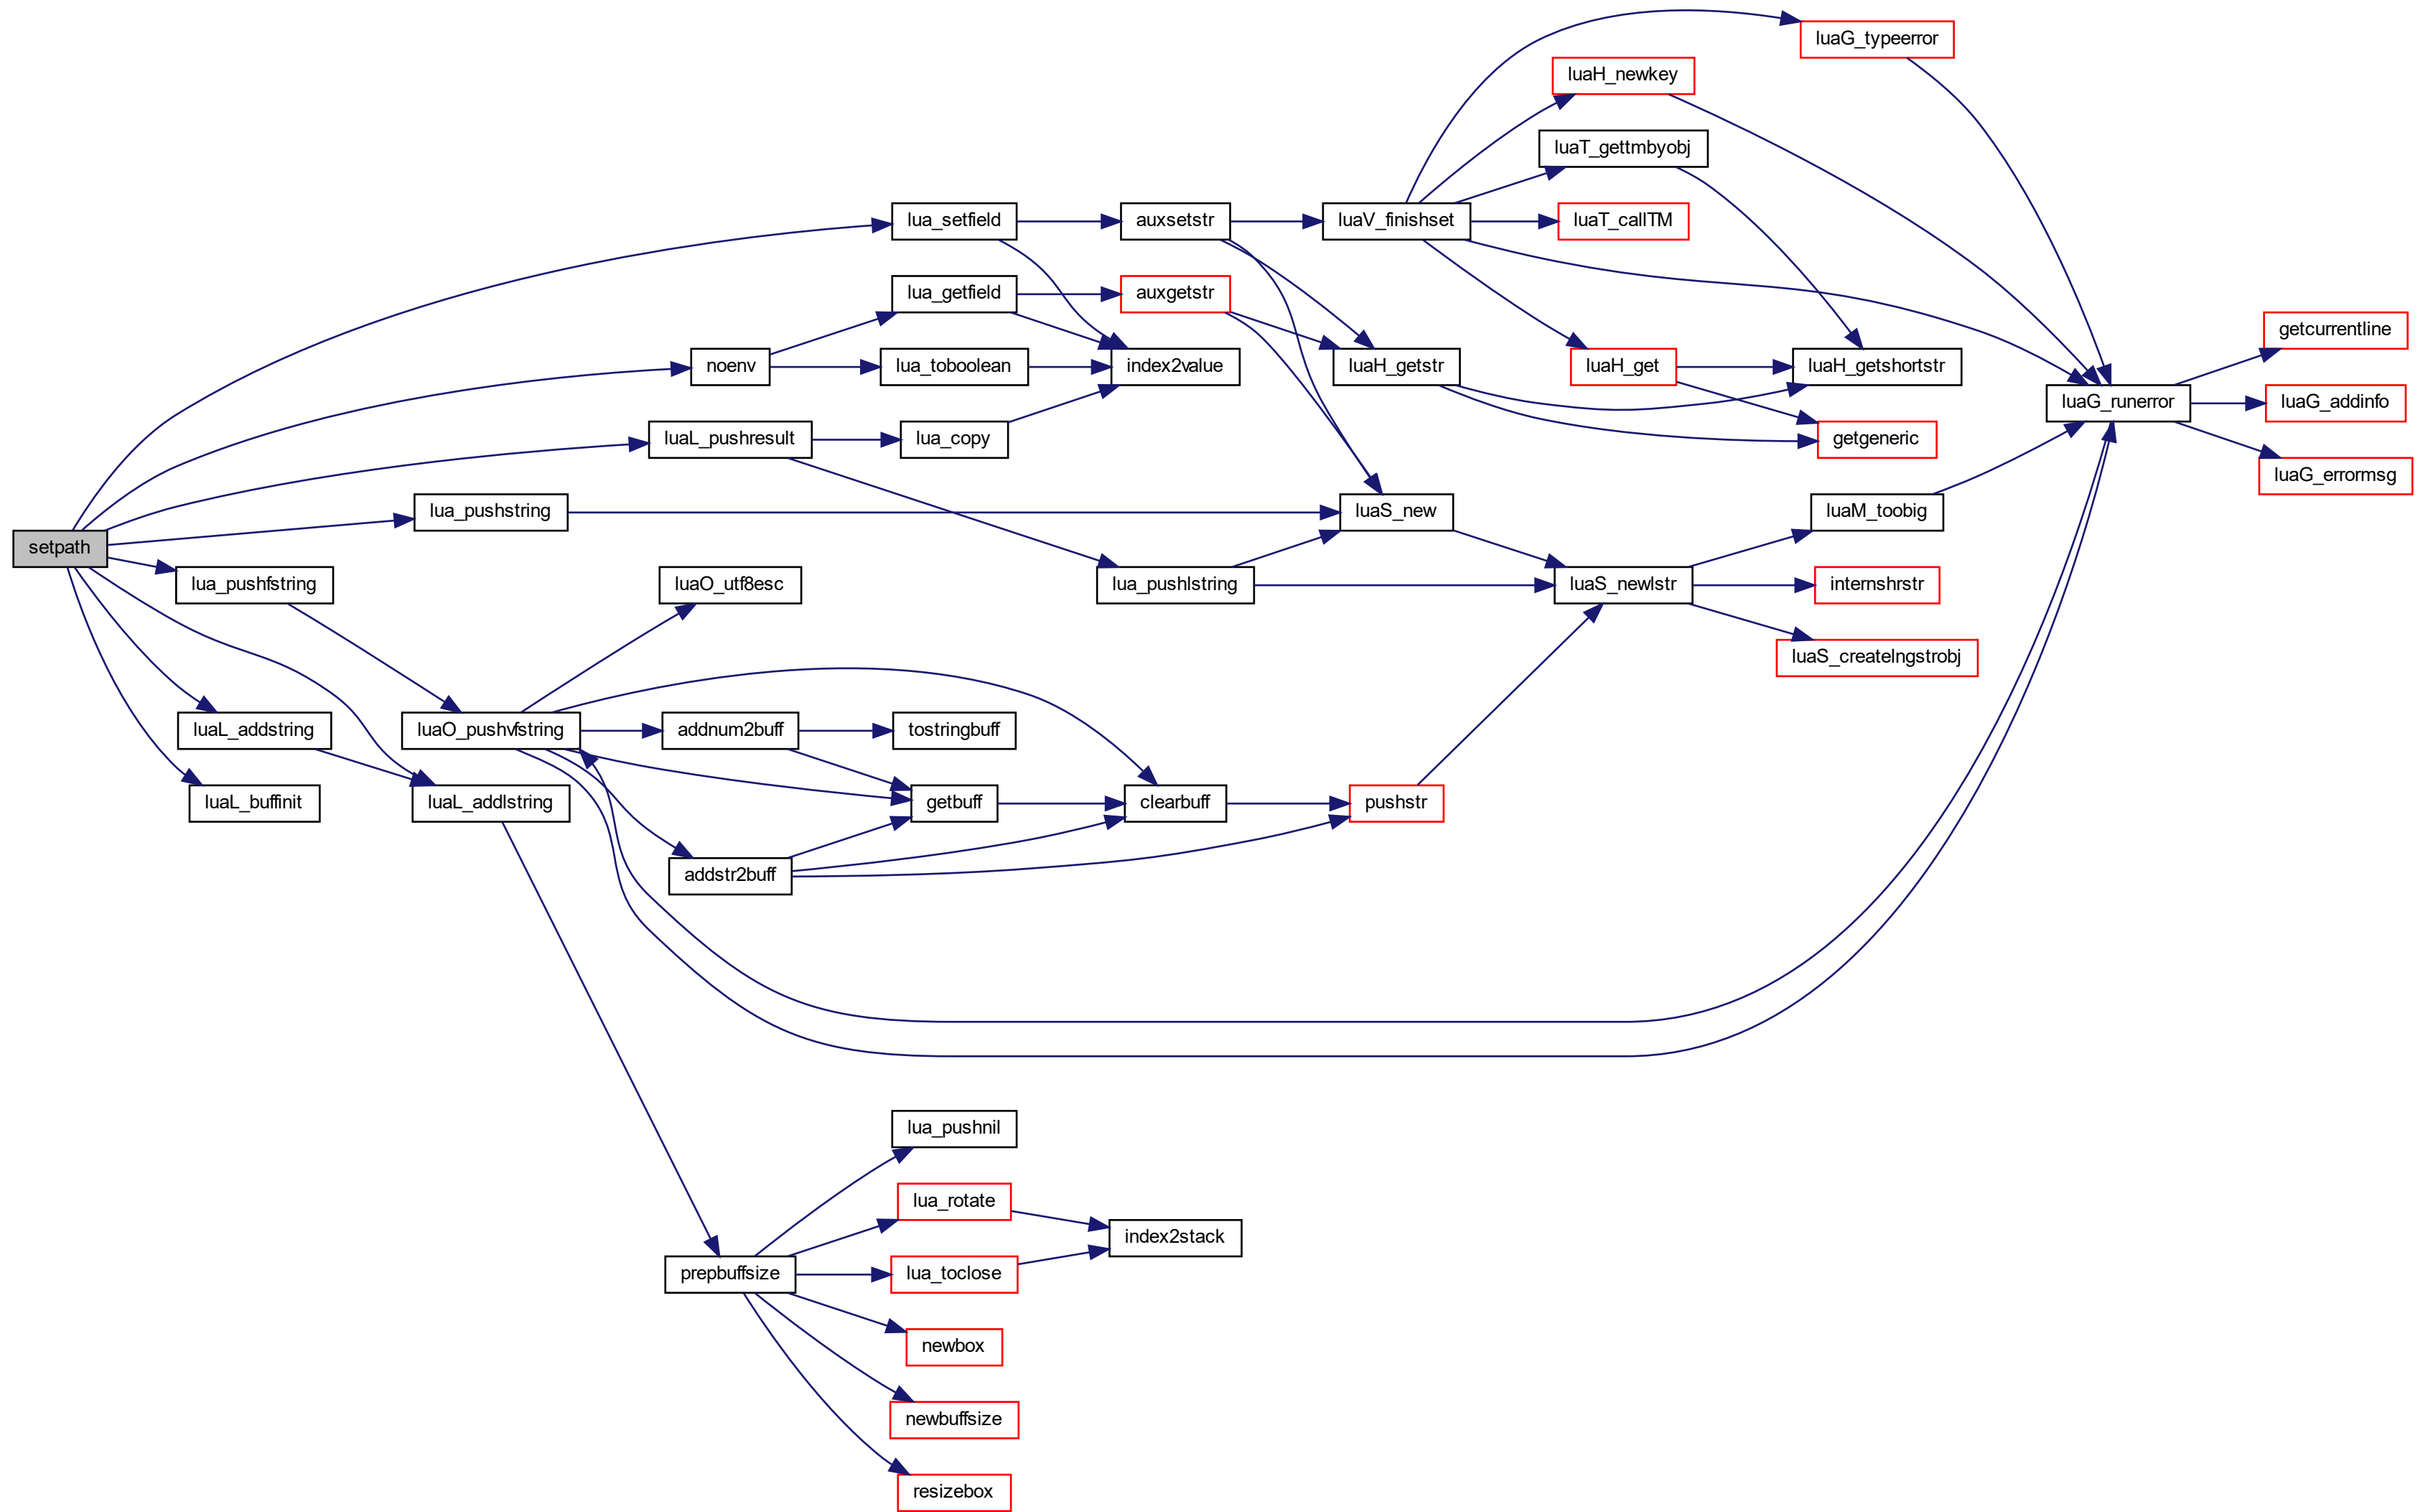 luaG_typeerror
luaH_newkey
luaT_gettmbyobj
lua_setfield
auxsetstr
luaV_finishset
luaT_callTM
lua_getfield
auxgetstr
getcurrentline
noenv
lua_toboolean
index2value
luaH_getstr
luaH_get
luaH_getshortstr
luaG_runerror
luaG_addinfo
luaL_pushresult
lua_copy
getgeneric
luaG_errormsg
lua_pushstring
luaS_new
luaM_toobig
setpath
lua_pushfstring
luaO_utf8esc
lua_pushlstring
luaS_newlstr
internshrstr
luaS_createlngstrobj
luaL_addstring
luaO_pushvfstring
addnum2buff
tostringbuff
luaL_buffinit
luaL_addlstring
getbuff
clearbuff
pushstr
addstr2buff
lua_pushnil
lua_rotate
index2stack
prepbuffsize
lua_toclose
newbox
newbuffsize
resizebox